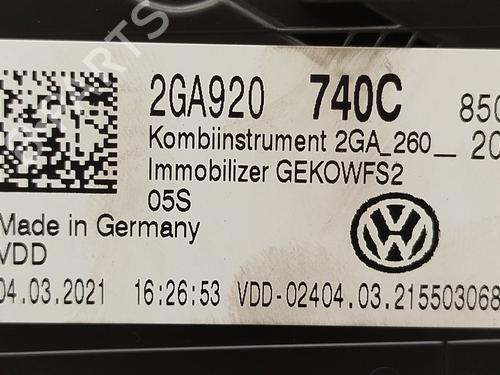 2GA920 740C 850
Kombiinstrument 2GA_260__ 20
Immobilizer GEKOWFS2
05S
Made in Germany
VDD
04.03.2021 16:26:53 VDD-02404.03.215503068